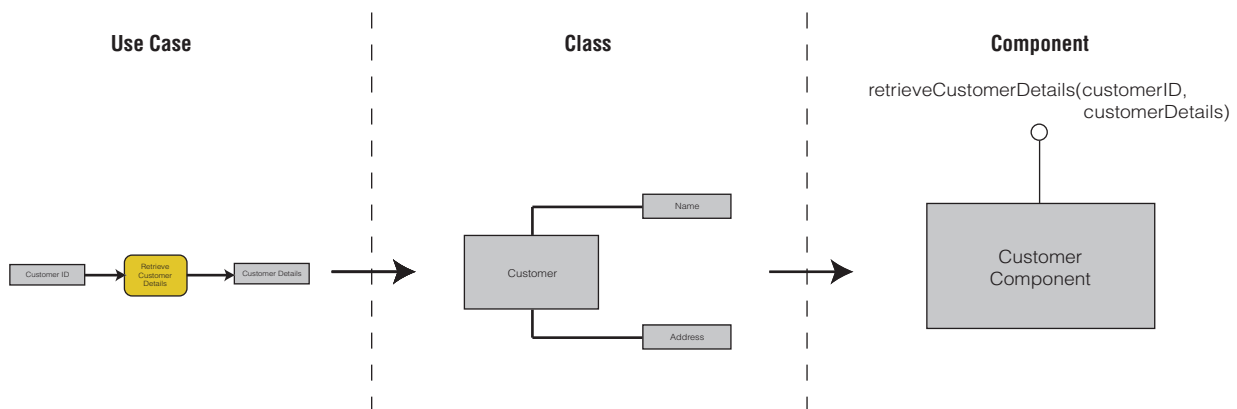 Use Case
Class
Component
retrieveCustomerDetails(customerID,
customerDetails)
Customer ID
Retrieve
Customer
Details
Customer Details
Name
Customer
Address
Customer
Component